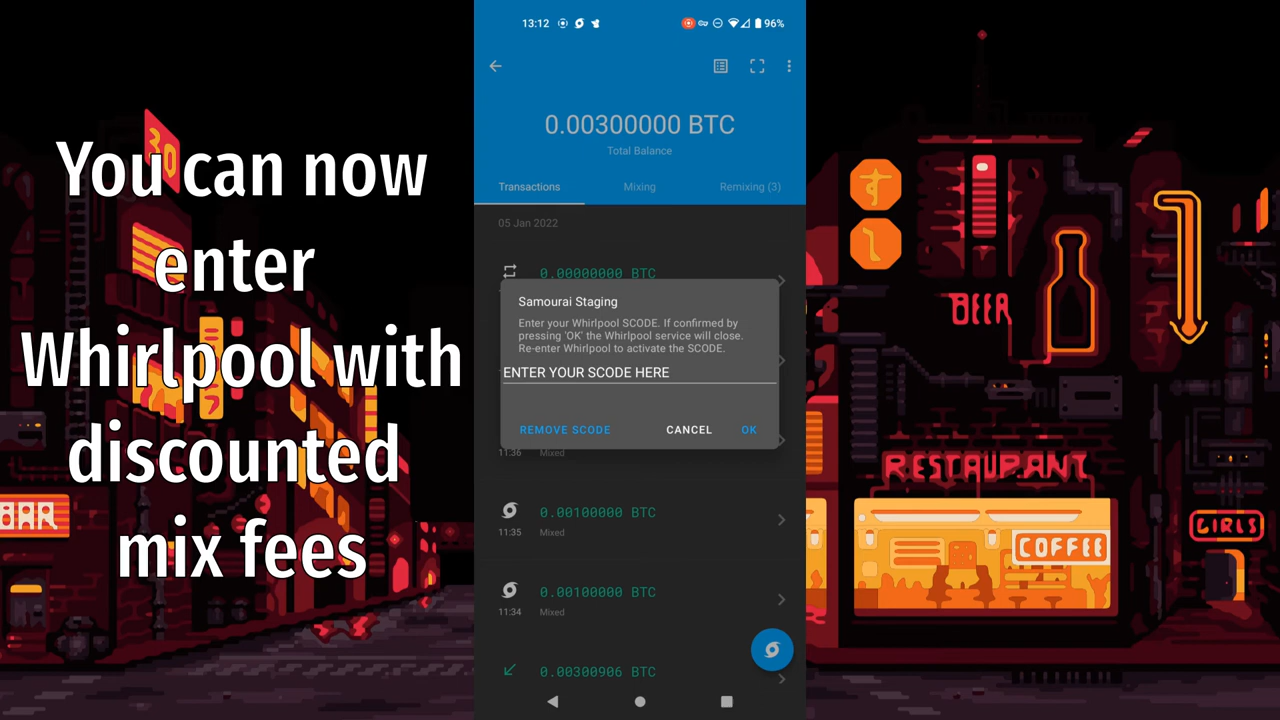 You can now
enter
Whirlpool with
discounted
mix fees
13:12
96%
0.00300000 BTC
Total Balance
Transactions
Mixing
Remixing (3)
05 Jan 2022
0.00000000 BTC
Samourai Staging
Enter your Whirlpool SCODE. If confirmed by
pressing 'OK' the Whirlpool service will close.
Re-enter Whirlpool to activate the SCODE.
ENTER YOUR SCODE HERE
REMOVE SCODE
CANCEL
OK
11:36
Mixed
0.00100000 BTC
11:35
Mixed
0.00100000 BTC
11:34
Mixed
0.00300906 BTC
30
BAR
す
し
BEER
RESTAURANT
COFFEE
GIRLS